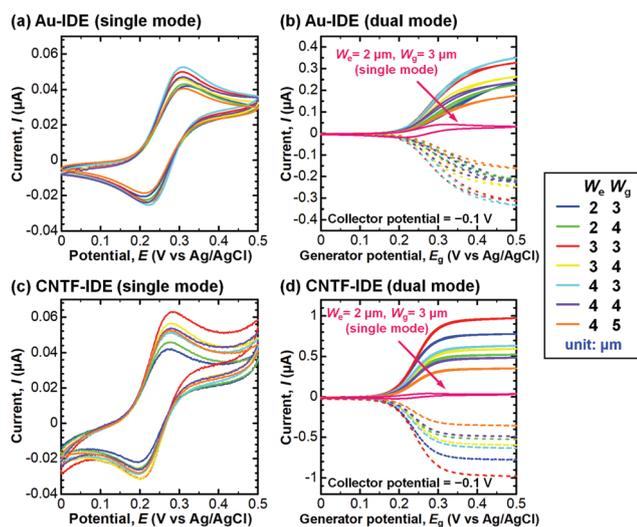 (a) Au-IDE (single mode)
Current, I (μA)
0.06
0.04
0.02
0
-0.02
-0.04
0 0.1 0.2 0.3 0.4 0.5
Potential, E (V vs Ag/AgCl)
(b) Au-IDE (dual mode)
Current, I (μA)
0.4
0.3
0.2
0.1
0
-0.1
-0.2
-0.3
-0.4
We= 2 μm, Wg= 3 μm
(single mode)
Collector potential = −0.1 V
0 0.1 0.2 0.3 0.4 0.5
Generator potential, Eg (V vs Ag/AgCl)
(c) CNTF-IDE (single mode)
Current, I (μA)
0.08
0.06
0.04
0.02
0
-0.02
-0.04
0 0.1 0.2 0.3 0.4 0.5
Potential, E (V vs Ag/AgCl)
(d) CNTF-IDE (dual mode)
Current, I (μA)
1
0.5
0
-0.5
-1
We= 2 μm, Wg= 3 μm
(single mode)
Collector potential = −0.1 V
0 0.1 0.2 0.3 0.4 0.5
Generator potential, Eg (V vs Ag/AgCl)
We Wg
2 3
2 4
3 3
3 4
4 3
4 4
4 5
unit: μm